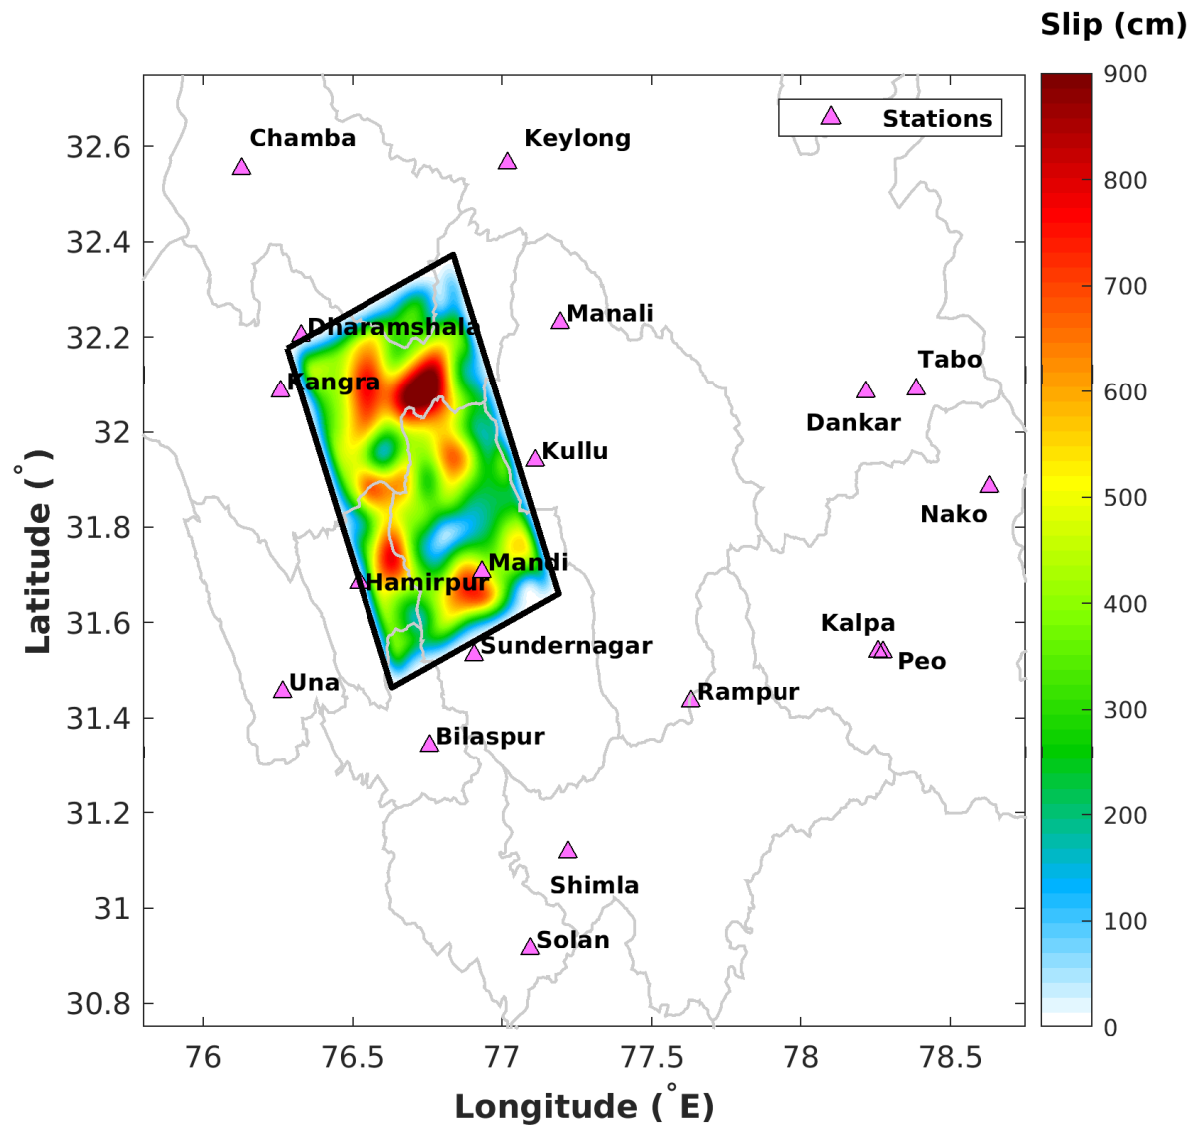 Slip (cm)
Stations
Chamba
Keylong
Dharamshala
Manali
Kangra
Tabo
Dankar
Kullu
Nako
Mandi
Hamirpur
Sundernagar
Kalpa
Peo
Una
Rampur
Bilaspur
Shimla
Solan
32.6
32.4
32.2
32
31.8
31.6
31.4
31.2
31
30.8
Latitude (°)
76
76.5
77
77.5
78
78.5
Longitude (°E)
900
800
700
600
500
400
300
200
100
0